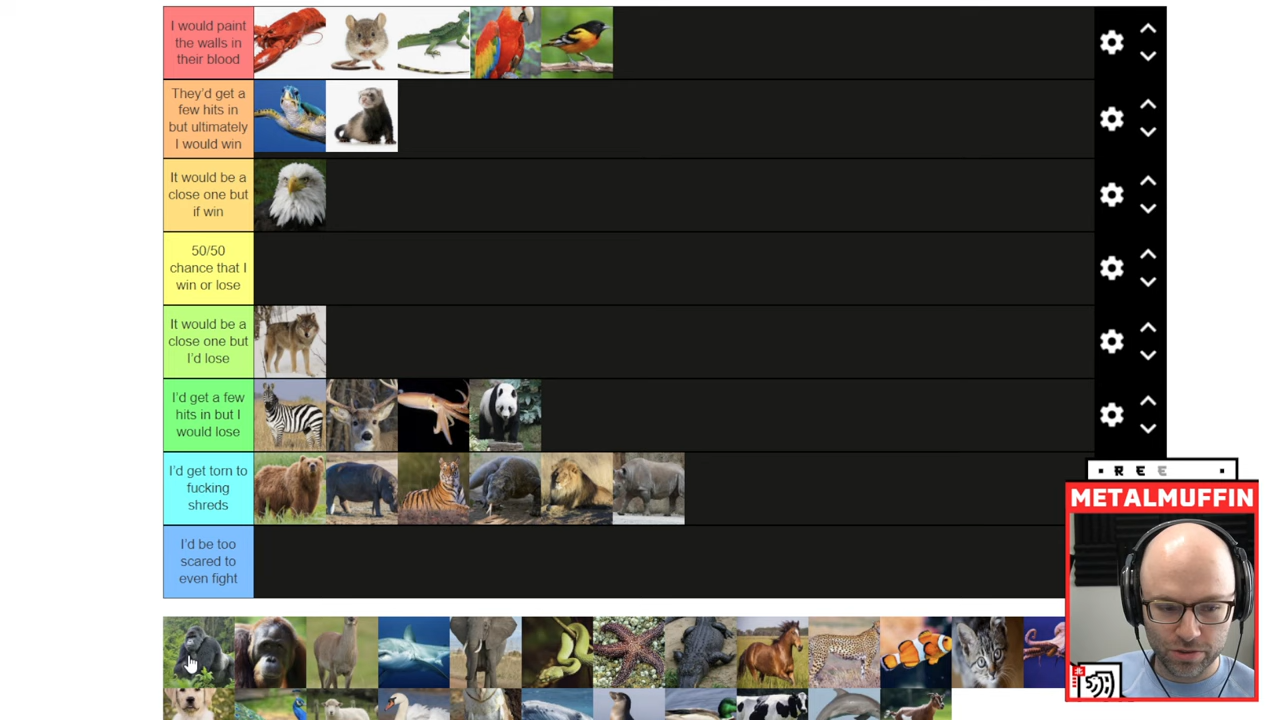 I would paint
the walls in
their blood
They'd get a
few hits in
but ultimately
I would win
It would be a
close one but
if win
50/50
chance that I
win or lose
It would be a
close one but
I'd lose
I'd get a few
hits in but I
would lose
I'd get torn to
fucking
shreds
I'd be too
scared to
even fight
REE
METALMUFFIN